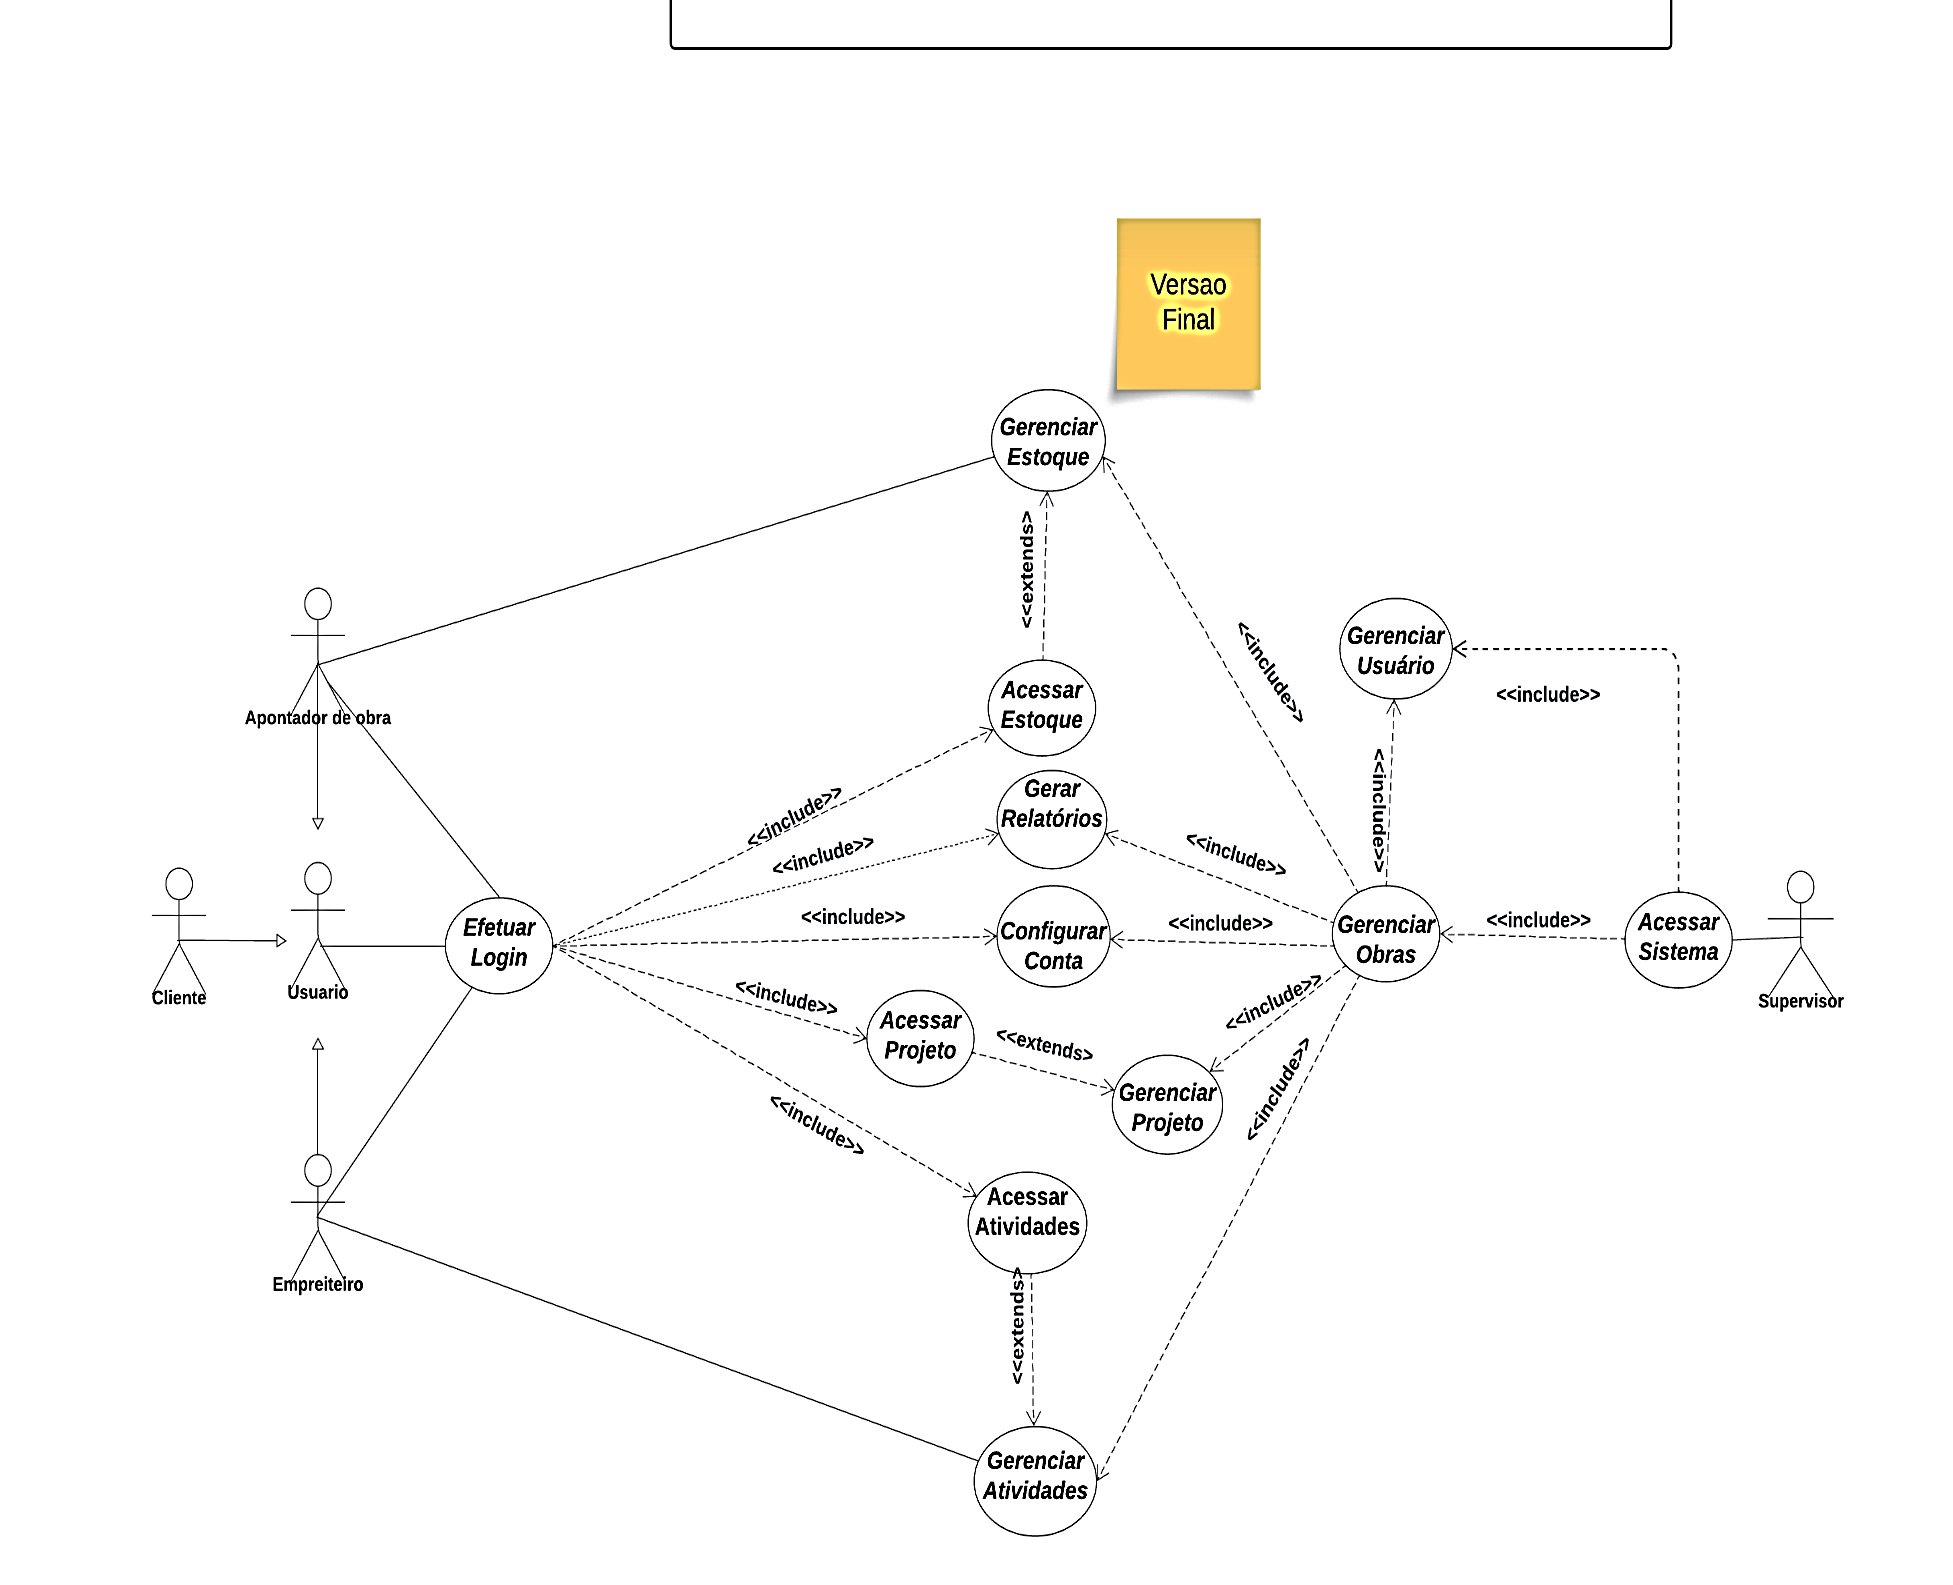 Versao
Final
Gerenciar
Estoque
<<extends>
Gerenciar
Usuário
<<include>>
<<include>>
Acessar
Estoque
Apontador de obra
<<include>>
Gerar
Relatórios
<<include>>
<<include>>
<<include>>
Efetuar
Login
<<include>>
Configurar
Conta
<<include>>
Gerenciar
Obras
<<include>>
Acessar
Sistema
Cliente
Usuario
Supervisor
<<include>>
Acessar
Projeto
<<extends>
<<include>>
Gerenciar
Projeto
<<include>>
<<include>>
Acessar
Atividades
Empreiteiro
<<extends>
Gerenciar
Atividades